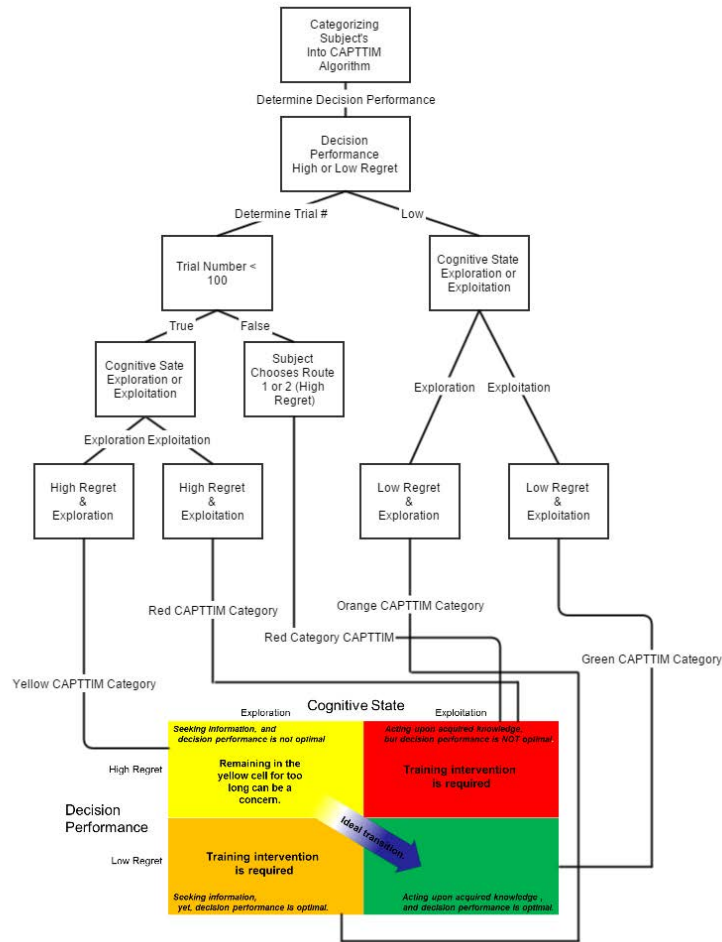 Categorizing
Subject's
Into CAPTTIM
Algorithm
Determine Decision Performance
Decision
Performance
High or Low Regret
Determine Trial #
Low
Trial Number <
100
Cognitive State
Exploration or
Exploitation
True
False
Cognitive Sate
Exploration or
Exploitation
Subject
Chooses Route
1 or 2 (High
Regret)
Exploration
Exploitation
Exploration
Exploitation
High Regret
&
Exploration
High Regret
&
Exploitation
Low Regret
&
Exploration
Low Regret
&
Exploitation
Red CAPTTIM Category
Orange CAPTTIM Category
Red Category CAPTTIM
Green CAPTTIM Category
Yellow CAPTTIM Category
Cognitive State
Exploration
Exploitation
Seeking information, and
decision performance is not optimal
Acting upon acquired knowledge,
but decision performance is NOT optimal.
High Regret
Remaining in the
yellow cell for too
long can be a
concern.
Training intervention
is required
Decision
Performance
Ideal transition.
Low Regret
Training intervention
is required
Seeking information,
yet, decision performance is optimal.
Acting upon acquired knowledge ,
and decision performance is optimal.